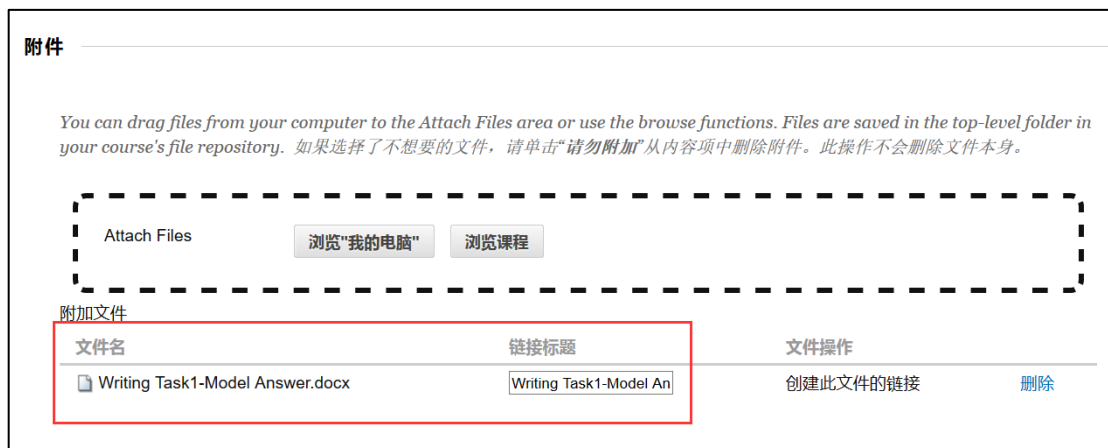 附件
You can drag files from your computer to the Attach Files area or use the browse functions. Files are saved in the top-level folder in
your course's file repository. 如果选择了不想要的文件，请单击“请勿附加”从内容项中删除附件。此操作不会删除文件本身。
Attach Files 浏览"我的电脑" 浏览课程
附加文件
文件名 链接标题 文件操作
Writing Task1-Model Answer.docx Writing Task1-Model An 创建此文件的链接 删除